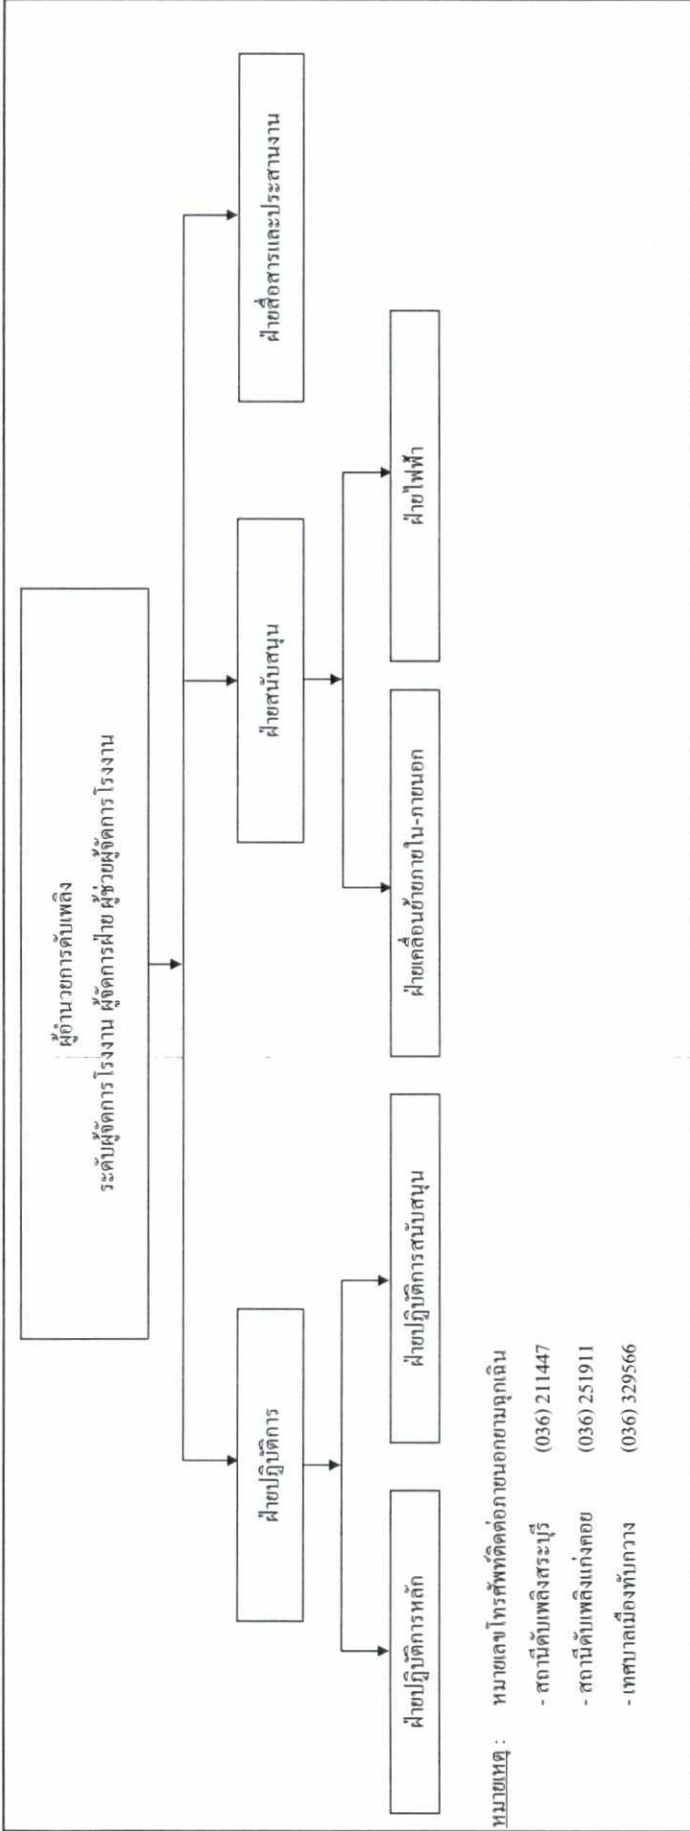 ผู้อำนวยการดับเพลิง
ระดับผู้จัดการโรงงาน ผู้จัดการฝ่าย ผู้ช่วยผู้จัดการโรงงาน
ฝ่ายปฏิบัติการ
ฝ่ายสนับสนุน
ฝ่ายสื่อสารและประสานงาน
ฝ่ายปฏิบัติการหลัก
ฝ่ายปฏิบัติการสนับสนุน
ฝ่ายเคลื่อนย้ายภายใน-ภายนอก
ฝ่ายไฟฟ้า
หมายเหตุ : หมายเลขโทรศัพท์ติดต่อภายนอกยามฉุกเฉิน
- สถานีดับเพลิงสระบุรี (036) 211447
- สถานีดับเพลิงแก่งคอย (036) 251911
- เทศบาลเมืองทับกวาง (036) 329566